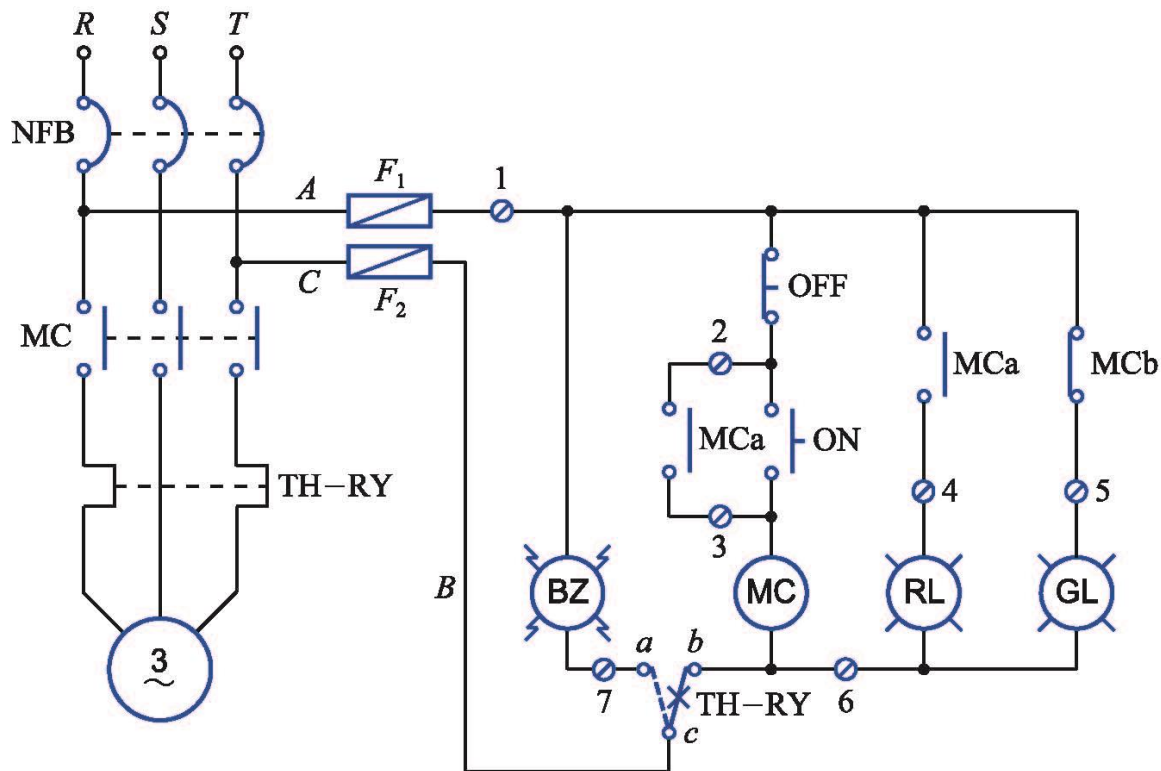 R S T
NFB
A F₁ 1
C F₂
OFF
MC 2 MCa MCb
MCa ON
TH−RY 4 5
3
B BZ MC RL GL
3
~
a b
7 TH−RY 6
c